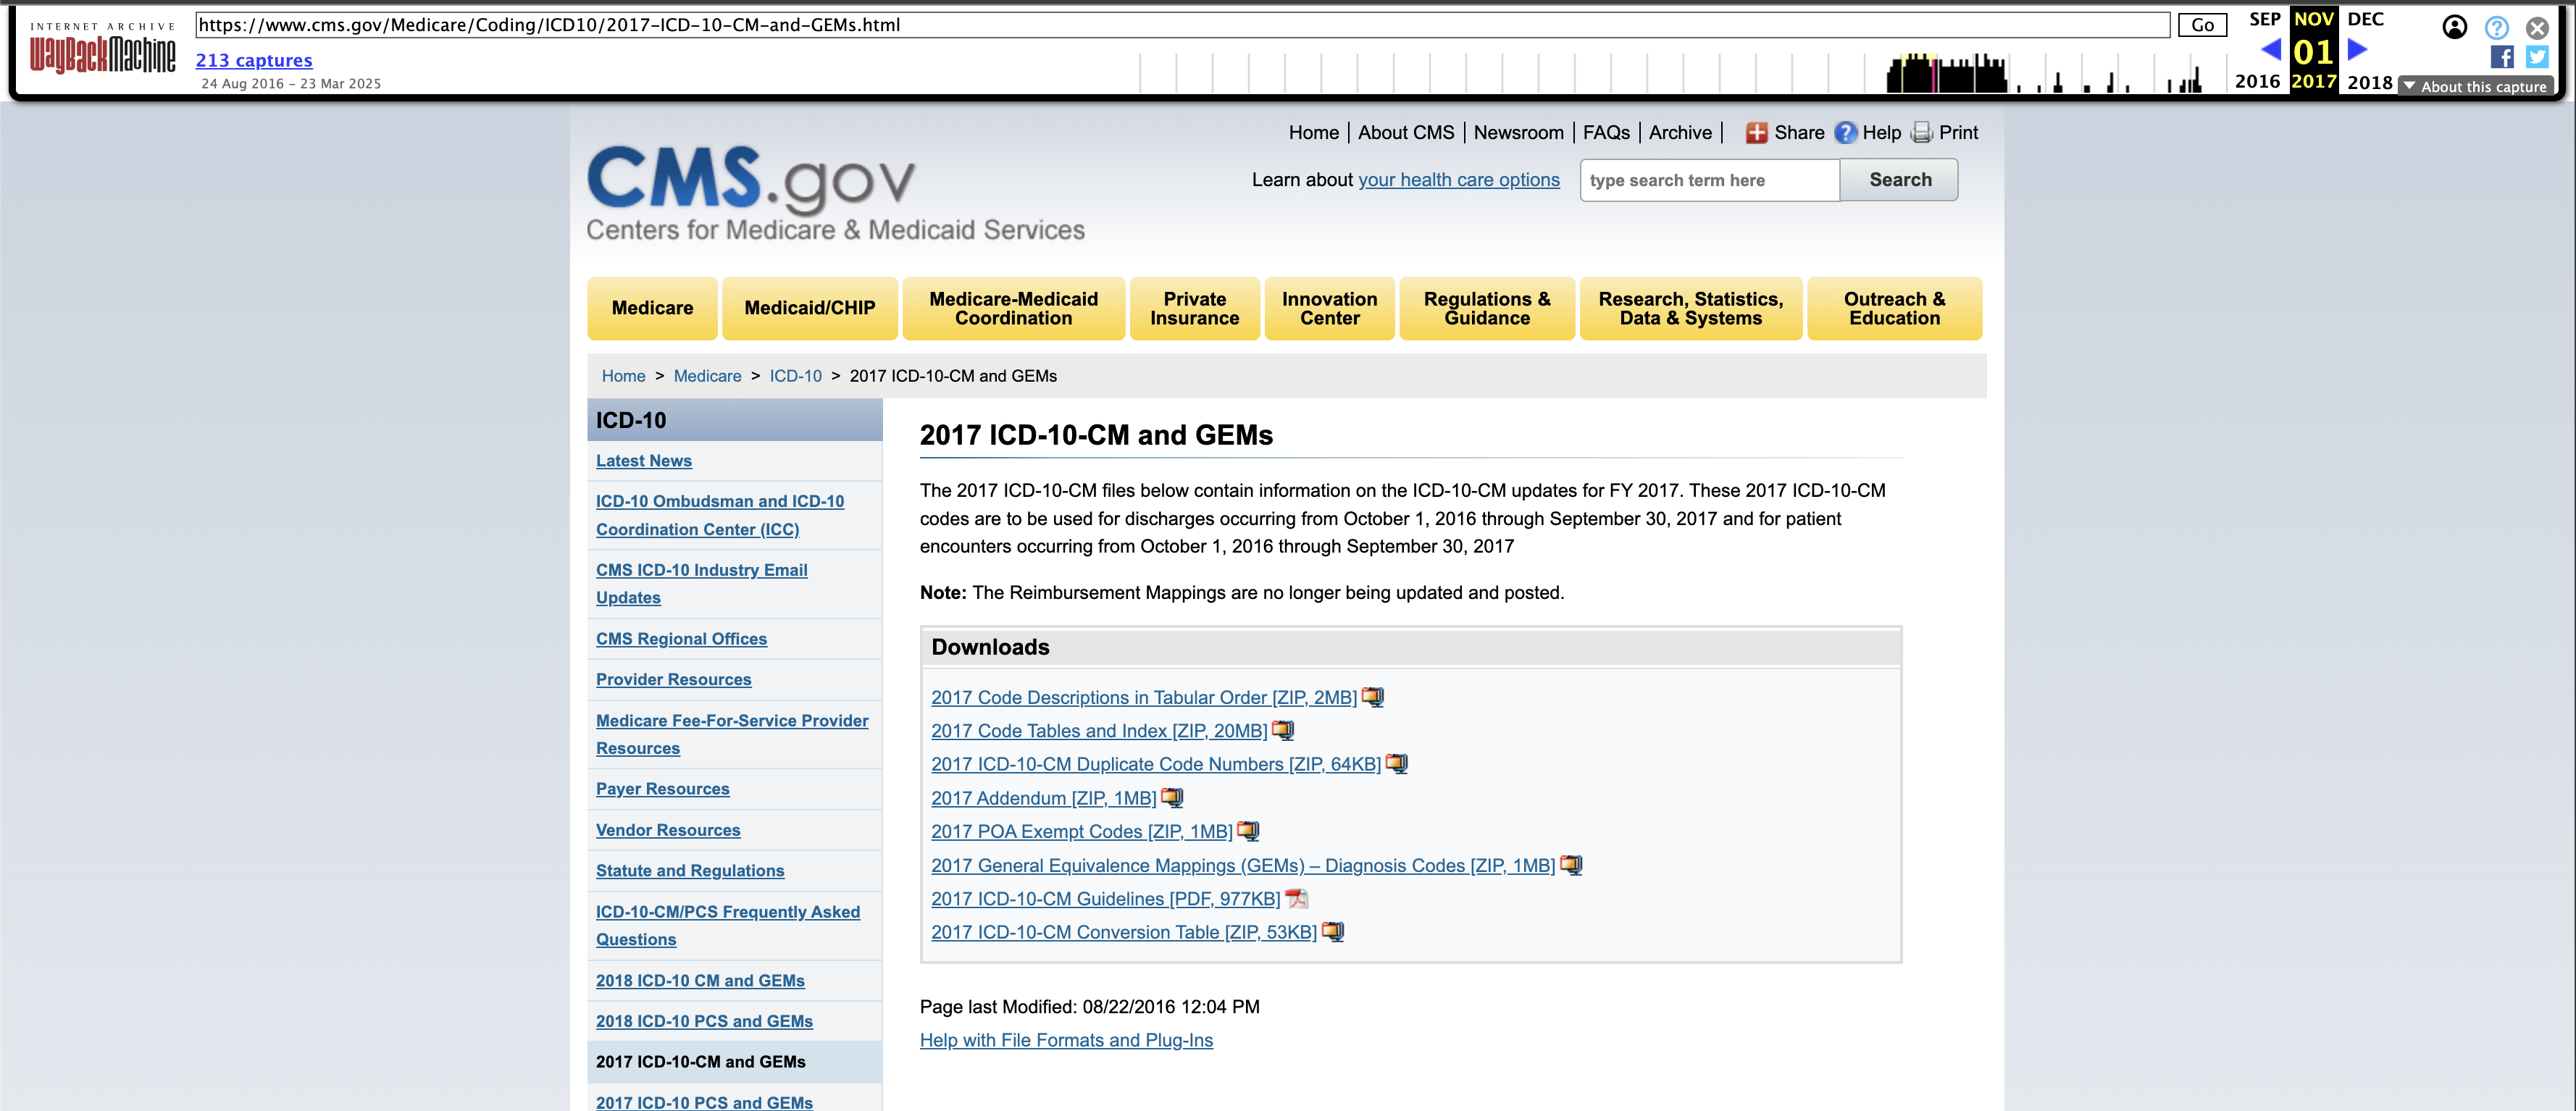 INTERNET ARCHIVE
WayBackMachine
https://www.cms.gov/Medicare/Coding/ICD10/2017-ICD-10-CM-and-GEMs.html
Go
213 captures
24 Aug 2016 – 23 Mar 2025
SEP NOV DEC
01
2016 2017 2018
About this capture
Home | About CMS | Newsroom | FAQs | Archive | Share Help Print
CMS.gov
Centers for Medicare & Medicaid Services
Learn about your health care options
type search term here
Search
Medicare
Medicaid/CHIP
Medicare-Medicaid
Coordination
Private
Insurance
Innovation
Center
Regulations &
Guidance
Research, Statistics,
Data & Systems
Outreach &
Education
Home > Medicare > ICD-10 > 2017 ICD-10-CM and GEMs
ICD-10
Latest News
ICD-10 Ombudsman and ICD-10
Coordination Center (ICC)
CMS ICD-10 Industry Email
Updates
CMS Regional Offices
Provider Resources
Medicare Fee-For-Service Provider
Resources
Payer Resources
Vendor Resources
Statute and Regulations
ICD-10-CM/PCS Frequently Asked
Questions
2018 ICD-10 CM and GEMs
2018 ICD-10 PCS and GEMs
2017 ICD-10-CM and GEMs
2017 ICD-10 PCS and GEMs
2017 ICD-10-CM and GEMs
The 2017 ICD-10-CM files below contain information on the ICD-10-CM updates for FY 2017. These 2017 ICD-10-CM
codes are to be used for discharges occurring from October 1, 2016 through September 30, 2017 and for patient
encounters occurring from October 1, 2016 through September 30, 2017
Note: The Reimbursement Mappings are no longer being updated and posted.
Downloads
2017 Code Descriptions in Tabular Order [ZIP, 2MB]
2017 Code Tables and Index [ZIP, 20MB]
2017 ICD-10-CM Duplicate Code Numbers [ZIP, 64KB]
2017 Addendum [ZIP, 1MB]
2017 POA Exempt Codes [ZIP, 1MB]
2017 General Equivalence Mappings (GEMs) – Diagnosis Codes [ZIP, 1MB]
2017 ICD-10-CM Guidelines [PDF, 977KB]
2017 ICD-10-CM Conversion Table [ZIP, 53KB]
Page last Modified: 08/22/2016 12:04 PM
Help with File Formats and Plug-Ins